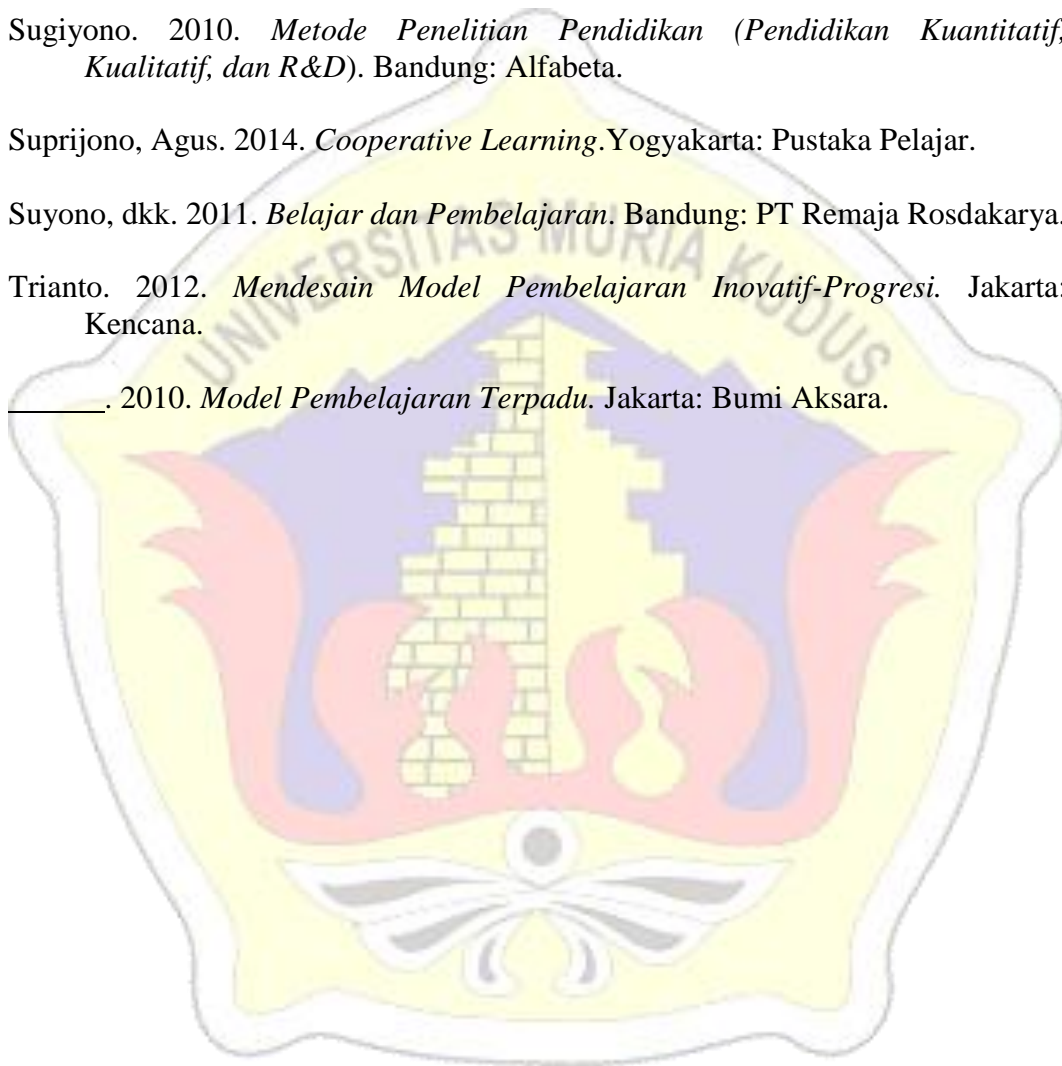 Sugiyono. 2010. Metode Penelitian Pendidikan (Pendidikan Kuantitatif,
Kualitatif, dan R&D). Bandung: Alfabeta.
Suprijono, Agus. 2014. Cooperative Learning.Yogyakarta: Pustaka Pelajar.
Suyono, dkk. 2011. Belajar dan Pembelajaran. Bandung: PT Remaja Rosdakarya.
UNIVERSITAS MURIA KUDUS
Trianto. 2012. Mendesain Model Pembelajaran Inovatif-Progresi. Jakarta:
Kencana.
______. 2010. Model Pembelajaran Terpadu. Jakarta: Bumi Aksara.